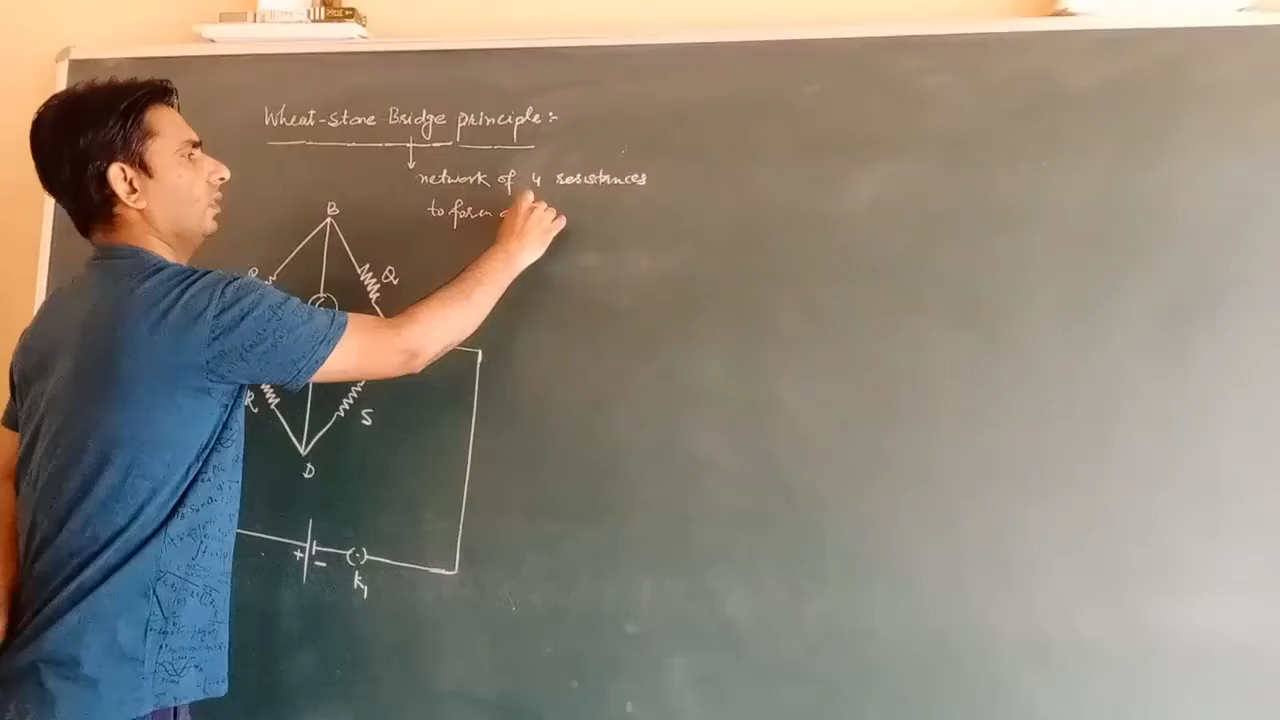 Wheat-stone Bridge principle:-
network of 4 resistances
to form
B
P
Q
R
S
D
+
-
K1